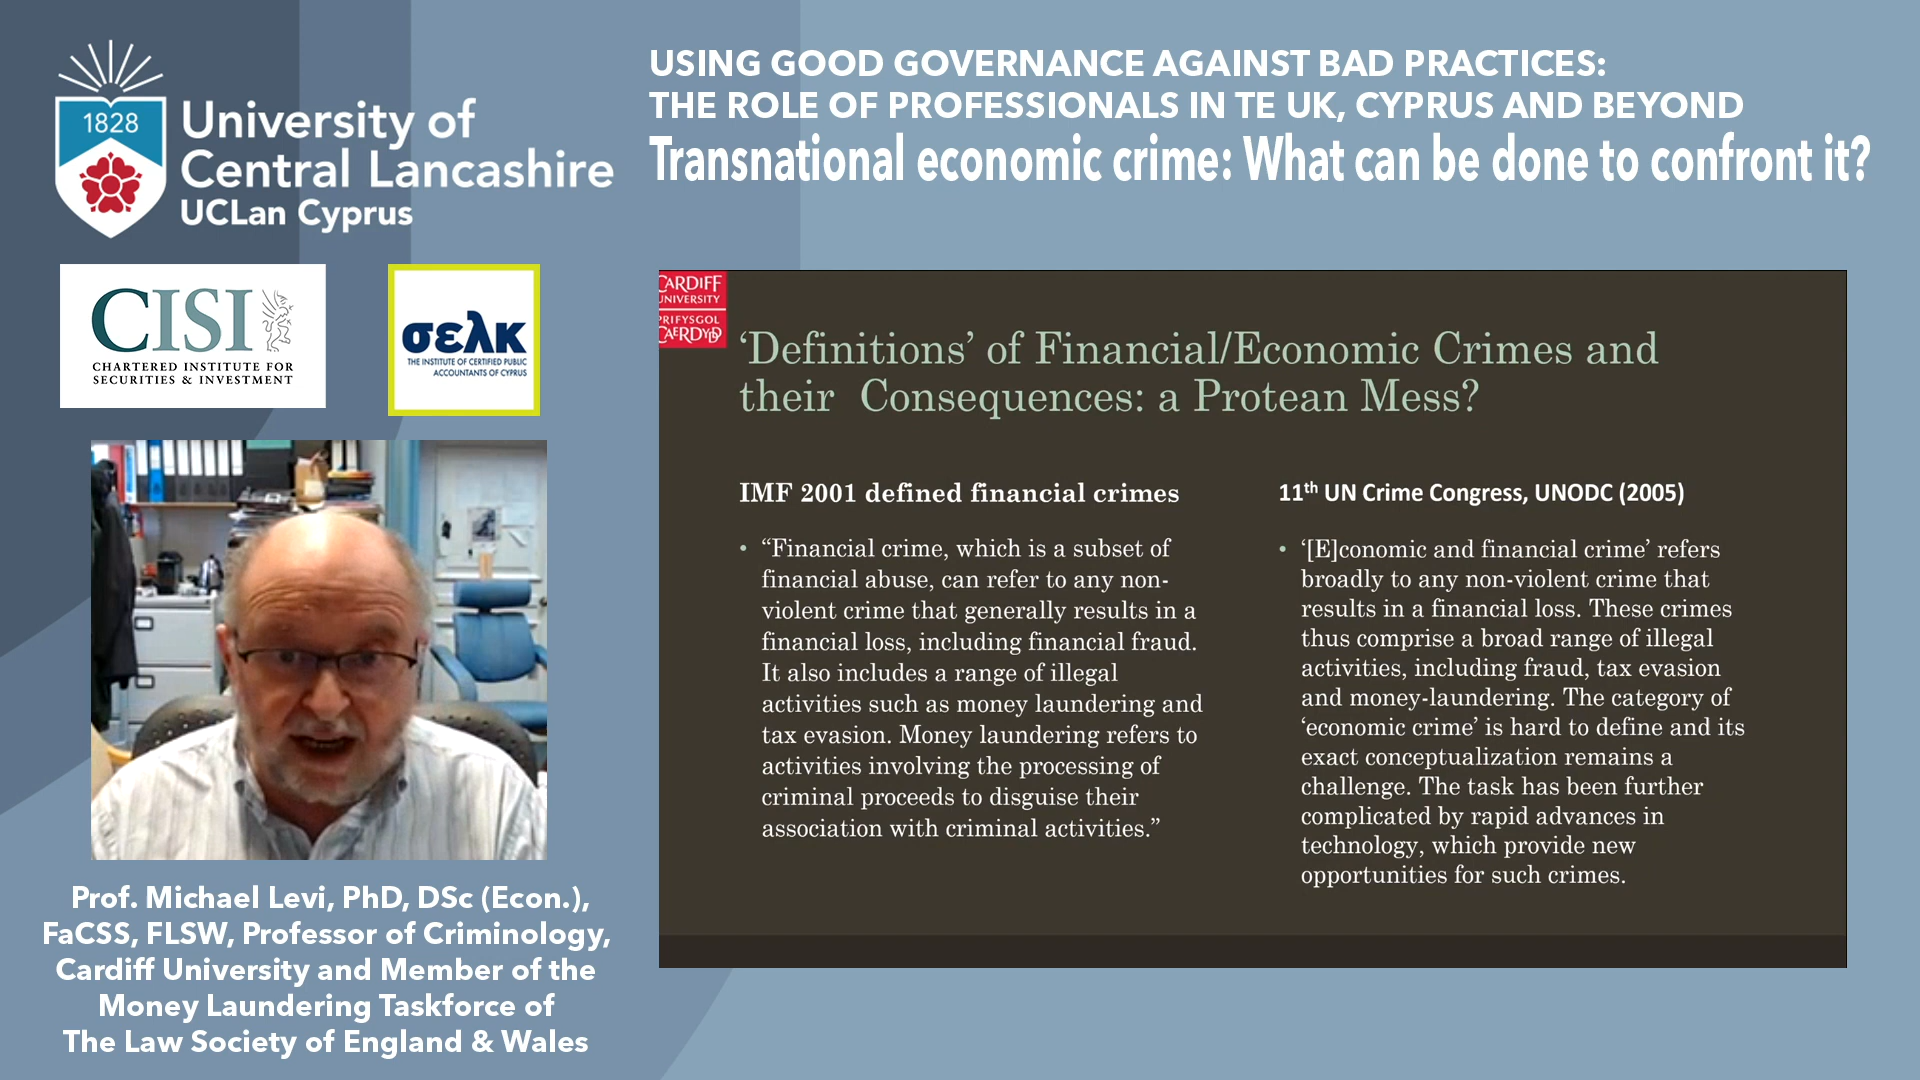 1828
University of
Central Lancashire
UCLan Cyprus
USING GOOD GOVERNANCE AGAINST BAD PRACTICES:
THE ROLE OF PROFESSIONALS IN TE UK, CYPRUS AND BEYOND
Transnational economic crime: What can be done to confront it?
CISI
CHARTERED INSTITUTE FOR
SECURITIES & INVESTMENT
σελκ
THE INSTITUTE OF CERTIFIED PUBLIC
ACCOUNTANTS OF CYPRUS
Prof. Michael Levi, PhD, DSc (Econ.),
FaCSS, FLSW, Professor of Criminology,
Cardiff University and Member of the
Money Laundering Taskforce of
The Law Society of England & Wales
CARDIFF
UNIVERSITY
PRIFYSGOL
CAERDYD
‘Definitions’ of Financial/Economic Crimes and
their Consequences: a Protean Mess?
IMF 2001 defined financial crimes
• “Financial crime, which is a subset of
financial abuse, can refer to any non-
violent crime that generally results in a
financial loss, including financial fraud.
It also includes a range of illegal
activities such as money laundering and
tax evasion. Money laundering refers to
activities involving the processing of
criminal proceeds to disguise their
association with criminal activities.”
11th UN Crime Congress, UNODC (2005)
• ‘[E]conomic and financial crime’ refers
broadly to any non-violent crime that
results in a financial loss. These crimes
thus comprise a broad range of illegal
activities, including fraud, tax evasion
and money-laundering. The category of
‘economic crime’ is hard to define and its
exact conceptualization remains a
challenge. The task has been further
complicated by rapid advances in
technology, which provide new
opportunities for such crimes.